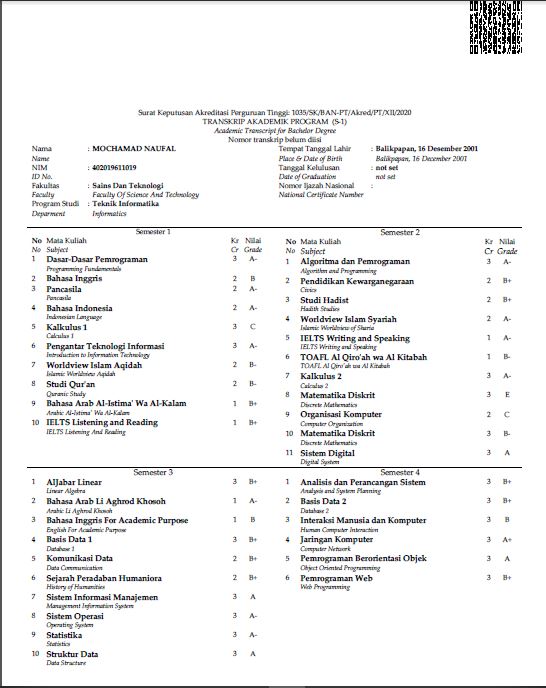 Surat Keputusan Akreditasi Perguruan Tinggi: 1035/SK/BAN-PT/Akred/PT/XII/2020
TRANSKRIP AKADEMIK PROGRAM (S-1)
Academic Transcript for Bachelor Degree
Nomor transkrip belum diisi
Nama : MOCHAMAD NAUFAL
Name
NIM : 402019611019
ID No.
Fakultas : Sains Dan Teknologi
Faculty Faculty Of Science And Technology
Program Studi : Teknik Informatika
Deparment Informatics
Tempat Tanggal Lahir : Balikpapan, 16 Desember 2001
Place & Date of Birth Balikpapan, 16 December 2001
Tanggal Kelulusan : not set
Date of Graduation not set
Nomor Ijazah Nasional :
National Certificate Number
Semester 1
No Mata Kuliah Kr Nilai
No Subject Cr Grade
1 Dasar-Dasar Pemrograman 3 A-
Programming Fundamentals
2 Bahasa Inggris 2 B
3 Pancasila 2 A-
Pancasila
4 Bahasa Indonesia 2 A-
Indonesian Language
5 Kalkulus 1 3 C
Calculus 1
6 Pengantar Teknologi Informasi 3 A-
Introduction to Information Technology
7 Worldview Islam Aqidah 2 B-
Islamic Worldview Aqidah
8 Studi Qur'an 2 B-
Quranic Study
9 Bahasa Arab Al-Istima' Wa Al-Kalam 1 B+
Arabic Al-Istima' Wa Al-Kalam
10 IELTS Listening and Reading 1 B+
IELTS Listening And Reading
Semester 2
No Mata Kuliah Kr Nilai
No Subject Cr Grade
1 Algoritma dan Pemrograman 3 A-
Algorithm and Programming
2 Pendidikan Kewarganegaraan 2 B+
Civics
3 Studi Hadist 2 B+
Hadith Studies
4 Worldview Islam Syariah 2 A-
Islamic Worldview of Sharia
5 IELTS Writing and Speaking 1 A-
IELTS Writing and Speaking
6 TOAFL Al Qiro'ah wa Al Kitabah 1 B-
TOAFL Al Qiro'ah wa Al Kitabah
7 Kalkulus 2 3 A-
Calculus 2
8 Matematika Diskrit 3 E
Discrete Mathematics
9 Organisasi Komputer 2 C
Computer Organization
10 Matematika Diskrit 3 B-
Discrete Mathematics
11 Sistem Digital 3 A
Digital System
Semester 3
1 AlJabar Linear 3 B+
Linear Algebra
2 Bahasa Arab Li Aghrod Khosoh 1 A-
Arabic Li Aghrod Khosoh
3 Bahasa Inggris For Academic Purpose 1 B
English For Academic Purpose
4 Basis Data 1 3 B+
Database 1
5 Komunikasi Data 2 B+
Data Communication
6 Sejarah Peradaban Humaniora 2 B+
History of Humanities
7 Sistem Informasi Manajemen 3 A
Management Information System
8 Sistem Operasi 3 A-
Operating System
9 Statistika 3 A-
Statistics
10 Struktur Data 3 A
Data Structure
Semester 4
1 Analisis dan Perancangan Sistem 3 B+
Analysis and System Planning
2 Basis Data 2 3 B+
Database 2
3 Interaksi Manusia dan Komputer 3 B
Human Computer Interaction
4 Jaringan Komputer 3 A+
Computer Network
5 Pemrograman Berorientasi Objek 3 A
Object Oriented Programming
6 Pemrograman Web 3 B+
Web Programming